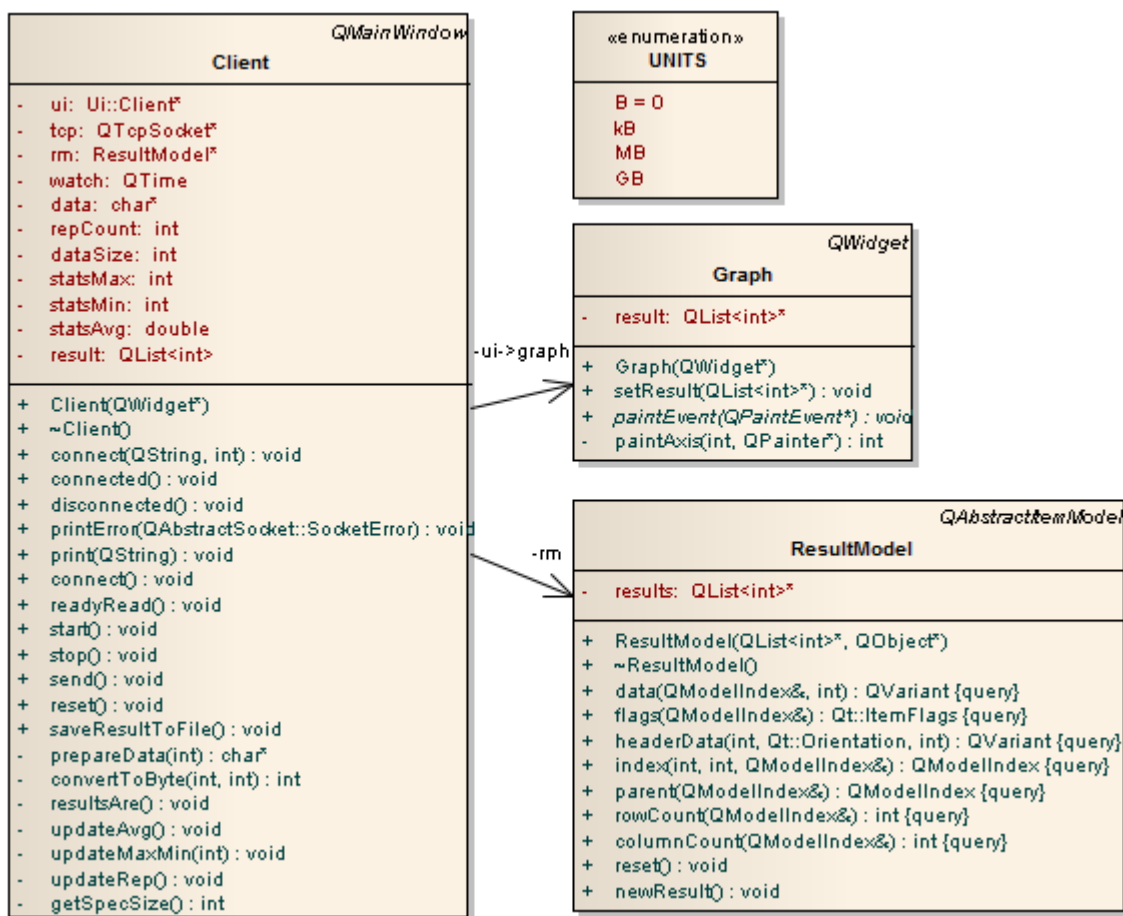 QMainWindow
Client
- ui: Ui::Client*
- tcp: QTcpSocket*
- rm: ResultModel*
- watch: QTime
- data: char*
- repCount: int
- dataSize: int
- statsMax: int
- statsMin: int
- statsAvg: double
- result: QList<int>
+ Client(QWidget*)
+ ~Client()
+ connect(QString, int) : void
+ connected() : void
+ disconnected() : void
+ printError(QAbstractSocket::SocketError) : void
+ print(QString) : void
+ connect() : void
+ readyRead() : void
+ start() : void
+ stop() : void
+ send() : void
+ reset() : void
+ saveResultToFile() : void
- prepareData(int) : char*
- convertToByte(int, int) : int
- resultsAre() : void
- updateAvg() : void
- updateMaxMin(int) : void
- updateRep() : void
- getSpecSize() : int
«enumeration»
UNITS
B = 0
kB
MB
GB
-ui->graph
QWidget
Graph
- result: QList<int>*
+ Graph(QWidget*)
+ setResult(QList<int>*) : void
+ paintEvent(QPaintEvent*) : void
- paintAxis(int, QPainter*) : int
-rm
QAbstractItemModel
ResultModel
- results: QList<int>*
+ ResultModel(QList<int>*, QObject*)
+ ~ResultModel()
+ data(QModelIndex&, int) : QVariant {query}
+ flags(QModelIndex&) : Qt::ItemFlags {query}
+ headerData(int, Qt::Orientation, int) : QVariant {query}
+ index(int, int, QModelIndex&) : QModelIndex {query}
+ parent(QModelIndex&) : QModelIndex {query}
+ rowCount(QModelIndex&) : int {query}
+ columnCount(QModelIndex&) : int {query}
+ reset() : void
+ newResult() : void